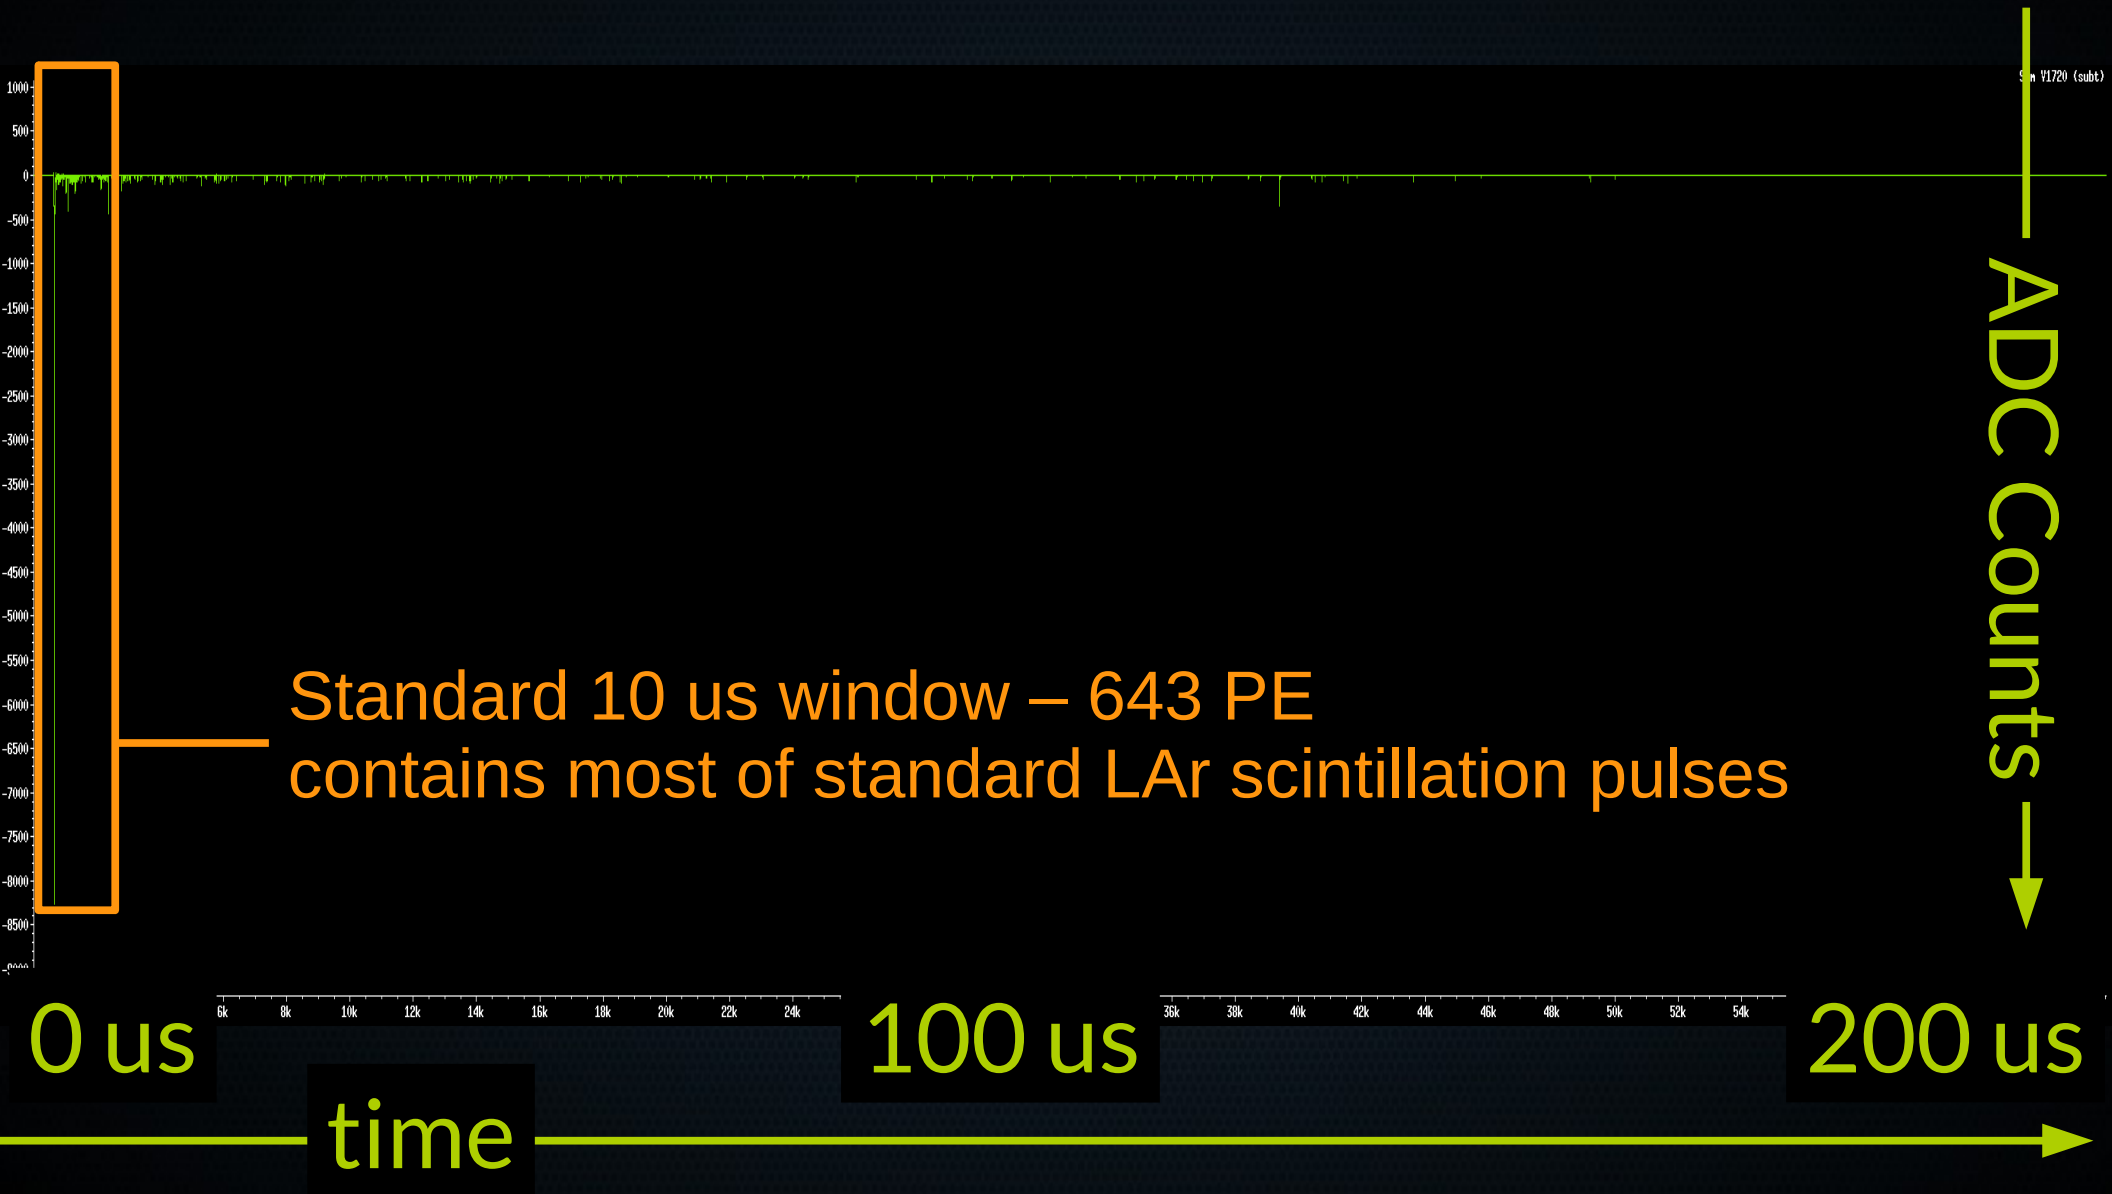 Sum V1720 (subt)
1000
500
0
-500
-1000
-1500
-2000
-2500
-3000
-3500
-4000
-4500
-5000
-5500
-6000
-6500
-7000
-7500
-8000
-8500
ADC Counts
Standard 10 us window – 643 PE
contains most of standard LAr scintillation pulses
6k 8k 10k 12k 14k 16k 18k 20k 22k 24k 36k 38k 40k 42k 44k 46k 48k 50k 52k 54k
0 us 100 us 200 us
time